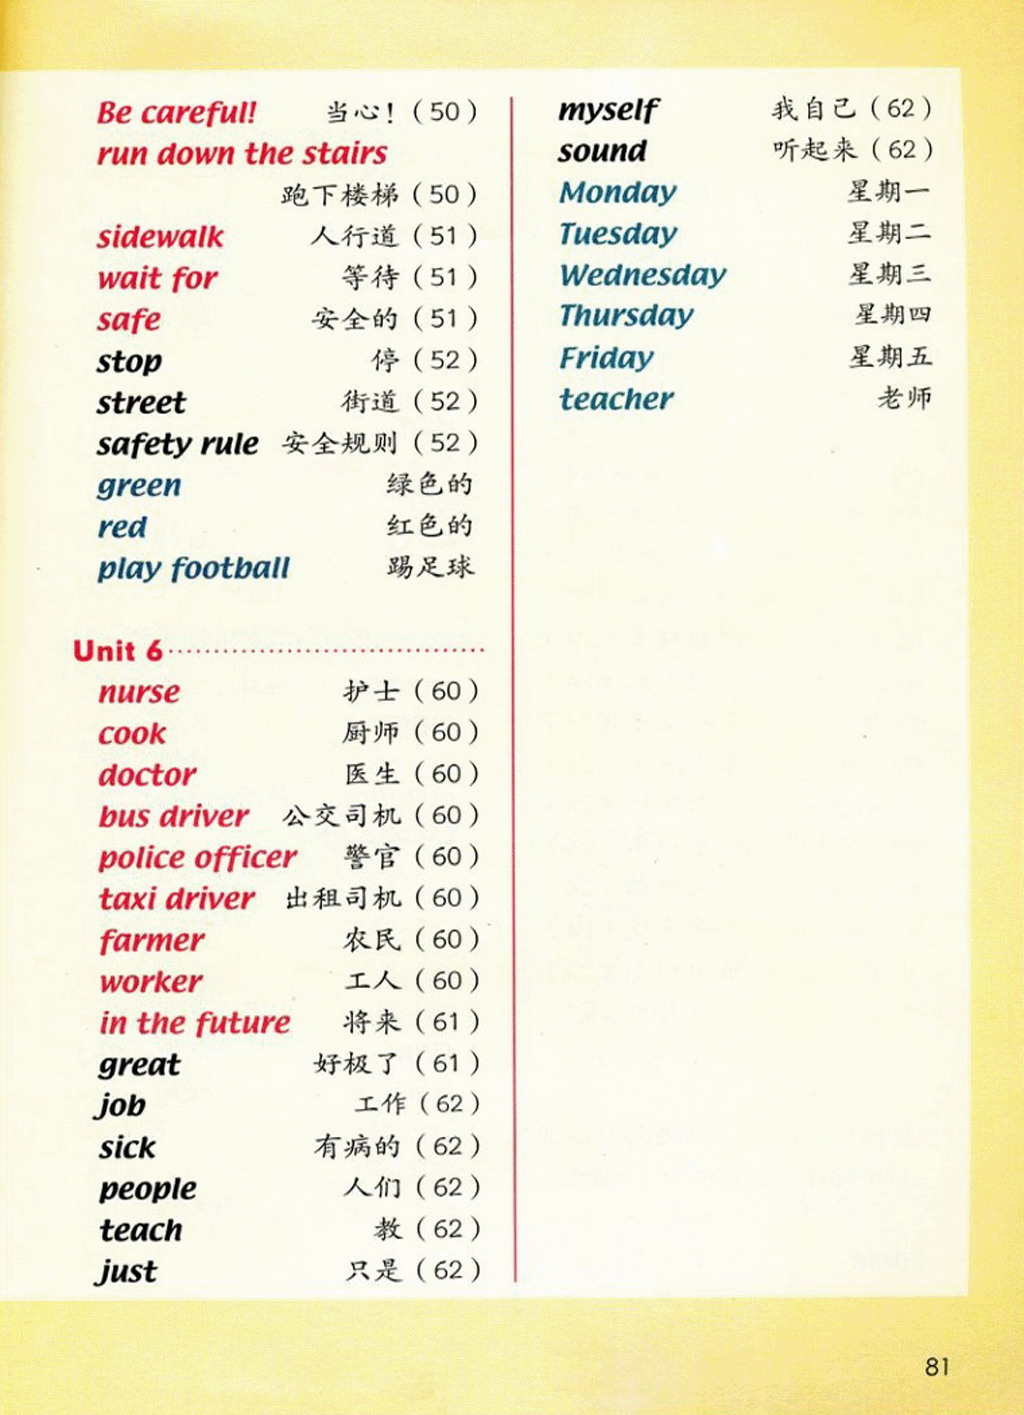 Be careful! 当心！(50)
run down the stairs
跑下楼梯 (50)
sidewalk 人行道 (51)
wait for 等待 (51)
safe 安全的 (51)
stop 停 (52)
street 街道 (52)
safety rule 安全规则 (52)
green 绿色的
red 红色的
play football 踢足球
Unit 6
nurse 护士 (60)
cook 厨师 (60)
doctor 医生 (60)
bus driver 公交司机 (60)
police officer 警官 (60)
taxi driver 出租司机 (60)
farmer 农民 (60)
worker 工人 (60)
in the future 将来 (61)
great 好极了 (61)
job 工作 (62)
sick 有病的 (62)
people 人们 (62)
teach 教 (62)
just 只是 (62)
myself 我自己 (62)
sound 听起来 (62)
Monday 星期一
Tuesday 星期二
Wednesday 星期三
Thursday 星期四
Friday 星期五
teacher 老师
81